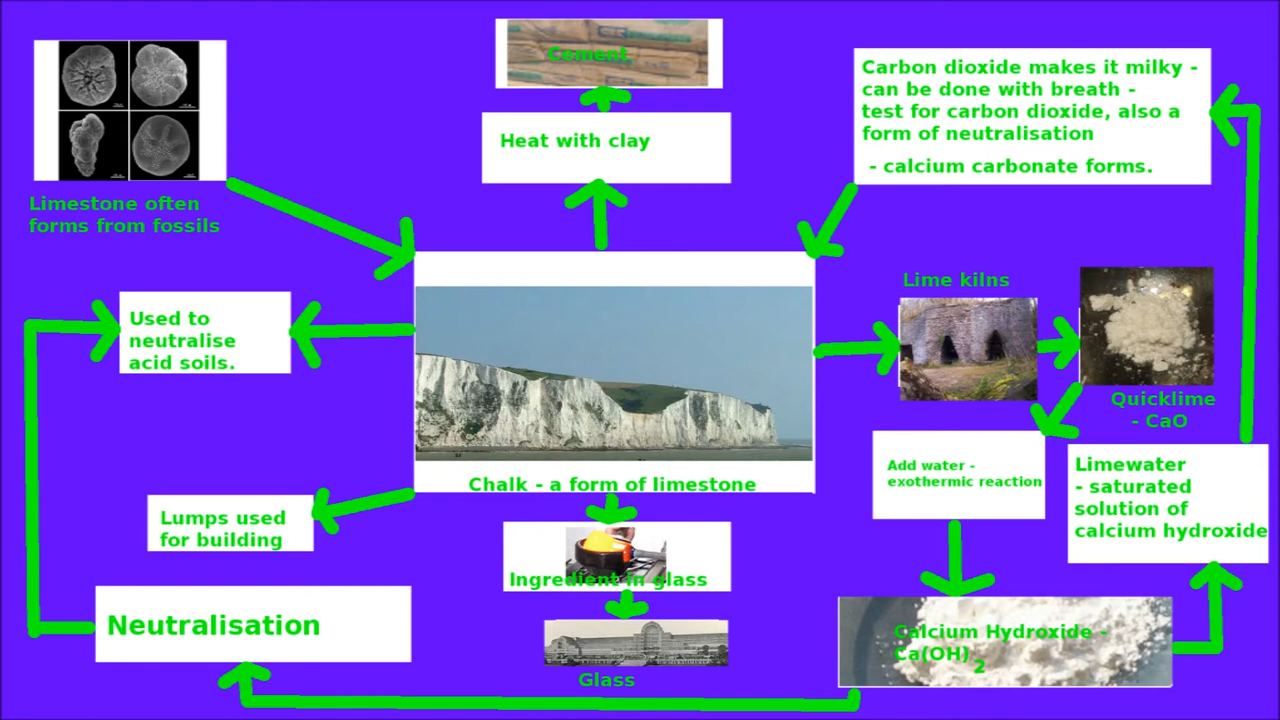 Cement
Carbon dioxide makes it milky -
can be done with breath -
test for carbon dioxide, also a
form of neutralisation
- calcium carbonate forms.
Heat with clay
Limestone often
forms from fossils
Lime kilns
Used to
neutralise
acid soils.
Quicklime
- CaO
Add water -
exothermic reaction
Limewater
- saturated
solution of
calcium hydroxide
Chalk - a form of limestone
Lumps used
for building
Ingredient in glass
Neutralisation
Calcium Hydroxide -
Ca(OH)
2
Glass